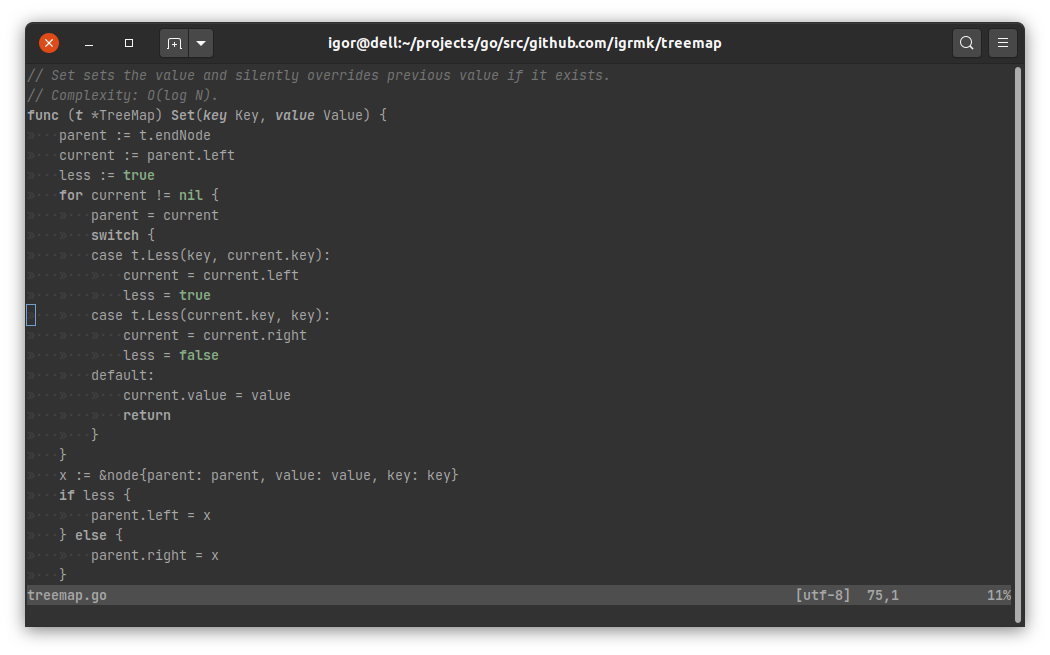 igor@dell:~/projects/go/src/github.com/igrmk/treemap
// Set sets the value and silently overrides previous value if it exists.
// Complexity: O(log N).
func (t *TreeMap) Set(key Key, value Value) {
»···parent := t.endNode
»···current := parent.left
»···less := true
»···for current != nil {
»···»···parent = current
»···»···switch {
»···»···case t.Less(key, current.key):
»···»···»···current = current.left
»···»···»···less = true
»···»···case t.Less(current.key, key):
»···»···»···current = current.right
»···»···»···less = false
»···»···default:
»···»···»···current.value = value
»···»···»···return
»···»···}
»···}
»···x := &node{parent: parent, value: value, key: key}
»···if less {
»···»···parent.left = x
»···} else {
»···»···parent.right = x
»···}
treemap.go [utf-8] 75,1 11%